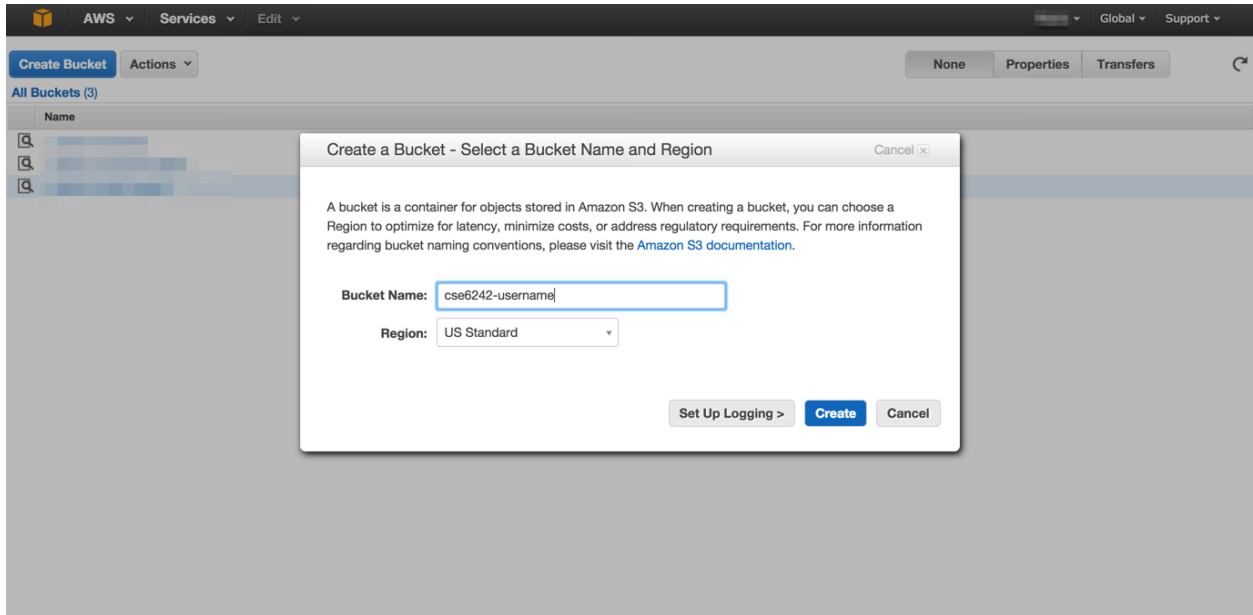 AWS Services Edit Global Support
Create Bucket Actions None Properties Transfers
All Buckets (3)
Name
Create a Bucket - Select a Bucket Name and Region Cancel x
A bucket is a container for objects stored in Amazon S3. When creating a bucket, you can choose a
Region to optimize for latency, minimize costs, or address regulatory requirements. For more information
regarding bucket naming conventions, please visit the Amazon S3 documentation.
Bucket Name: cse6242-username
Region: US Standard
Set Up Logging > Create Cancel